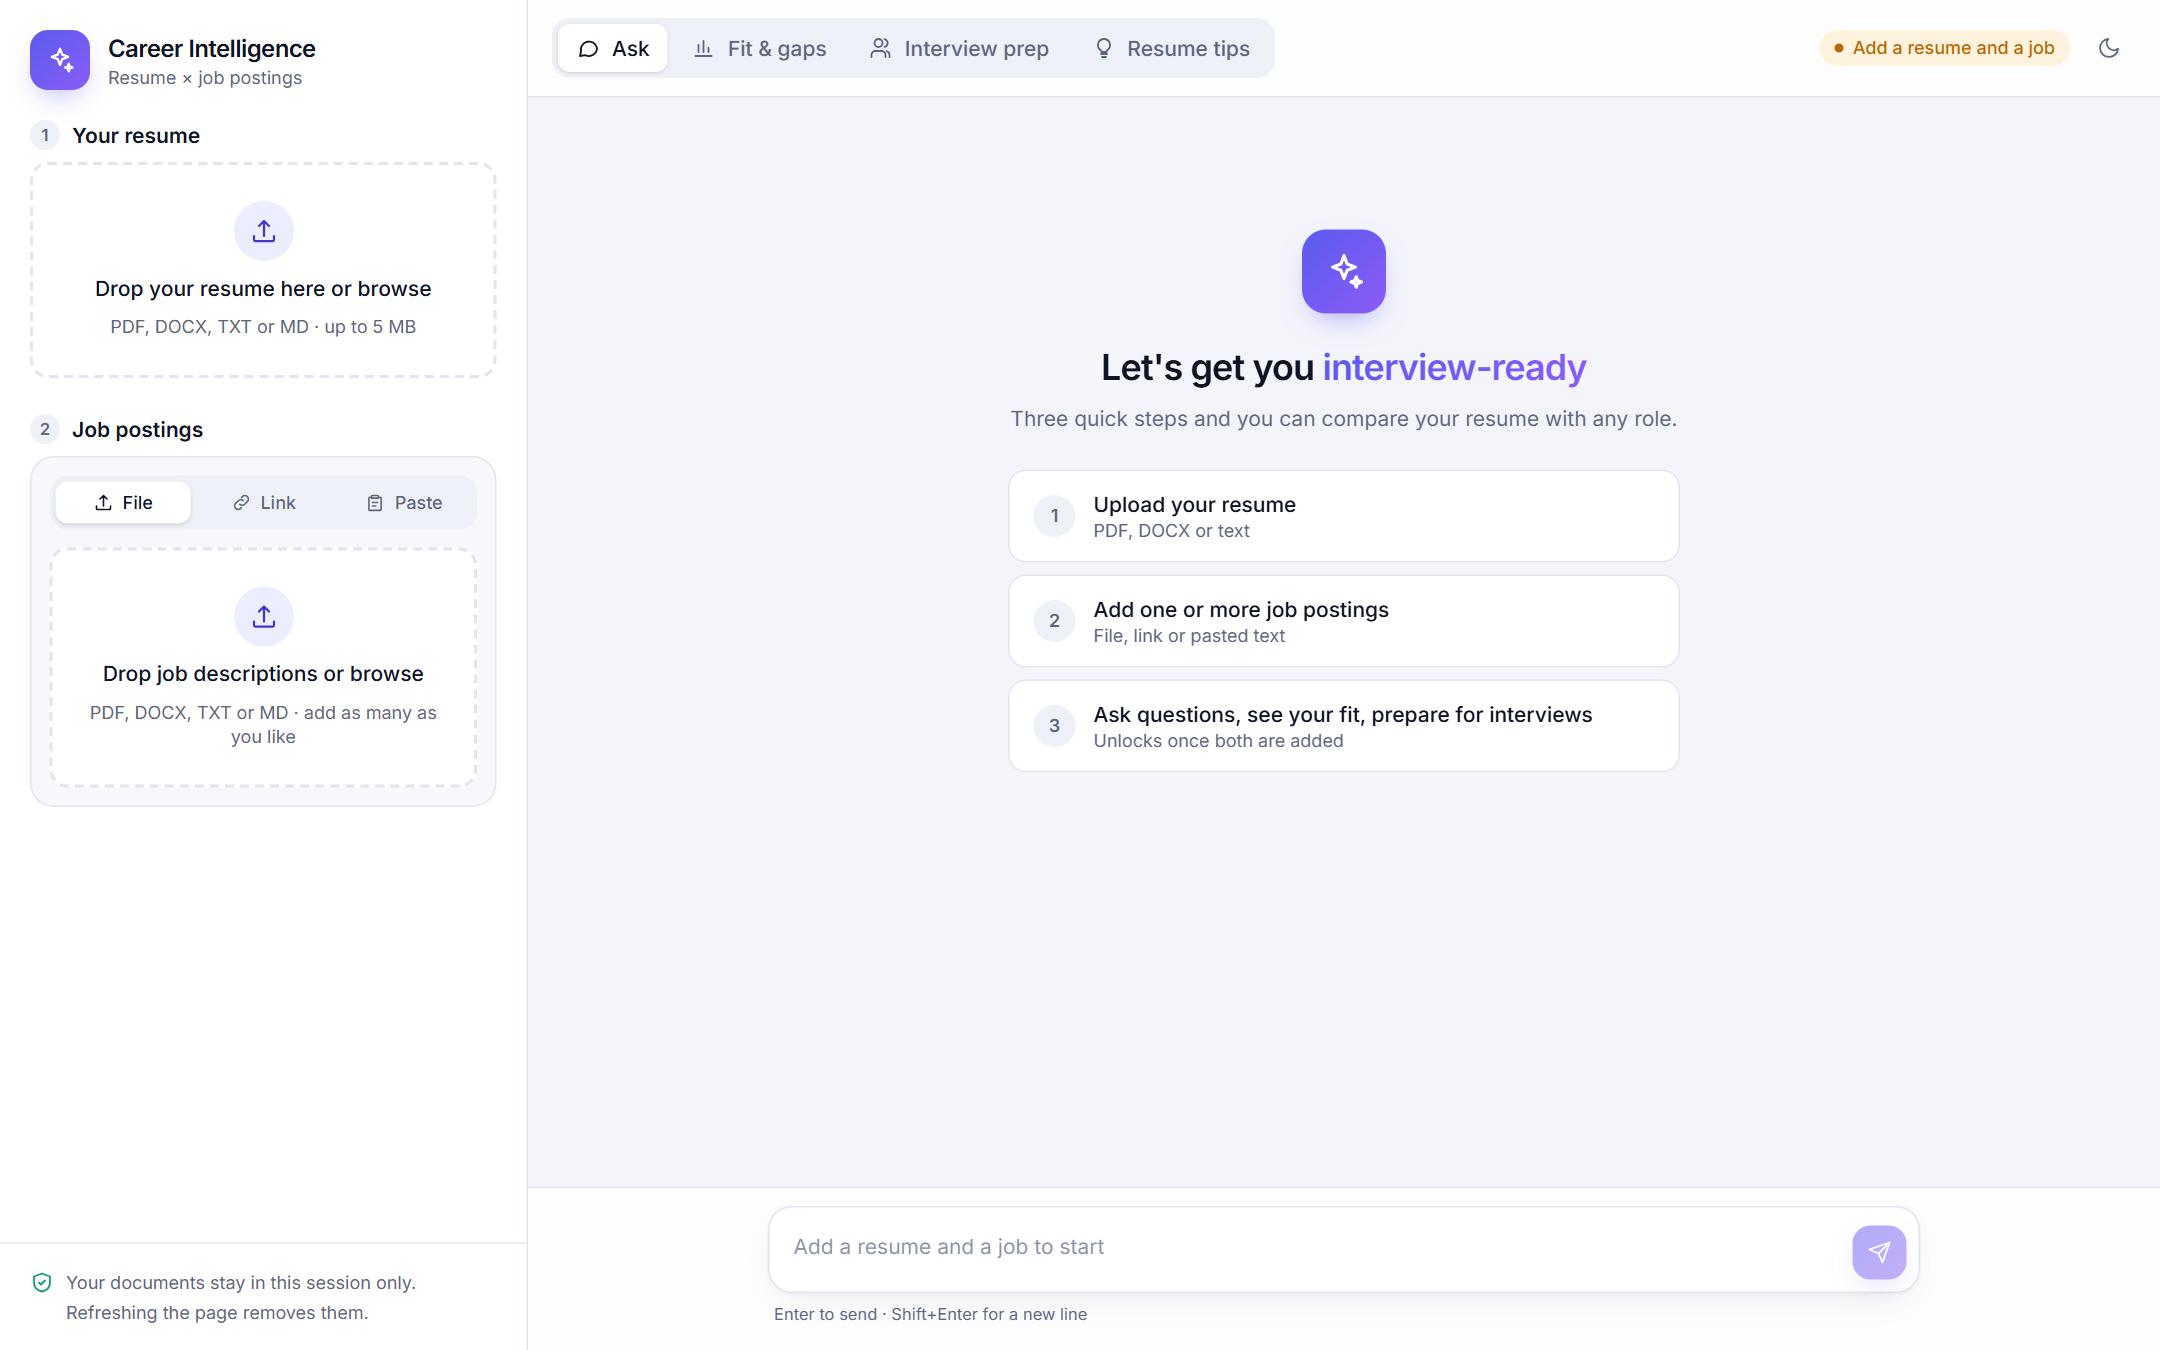 Career Intelligence
Resume × job postings
1 Your resume
Drop your resume here or browse
PDF, DOCX, TXT or MD · up to 5 MB
2 Job postings
File Link Paste
Drop job descriptions or browse
PDF, DOCX, TXT or MD · add as many as
you like
Your documents stay in this session only.
Refreshing the page removes them.
Ask Fit & gaps Interview prep Resume tips
Add a resume and a job
Let's get you interview-ready
Three quick steps and you can compare your resume with any role.
1 Upload your resume
PDF, DOCX or text
2 Add one or more job postings
File, link or pasted text
3 Ask questions, see your fit, prepare for interviews
Unlocks once both are added
Add a resume and a job to start
Enter to send · Shift+Enter for a new line